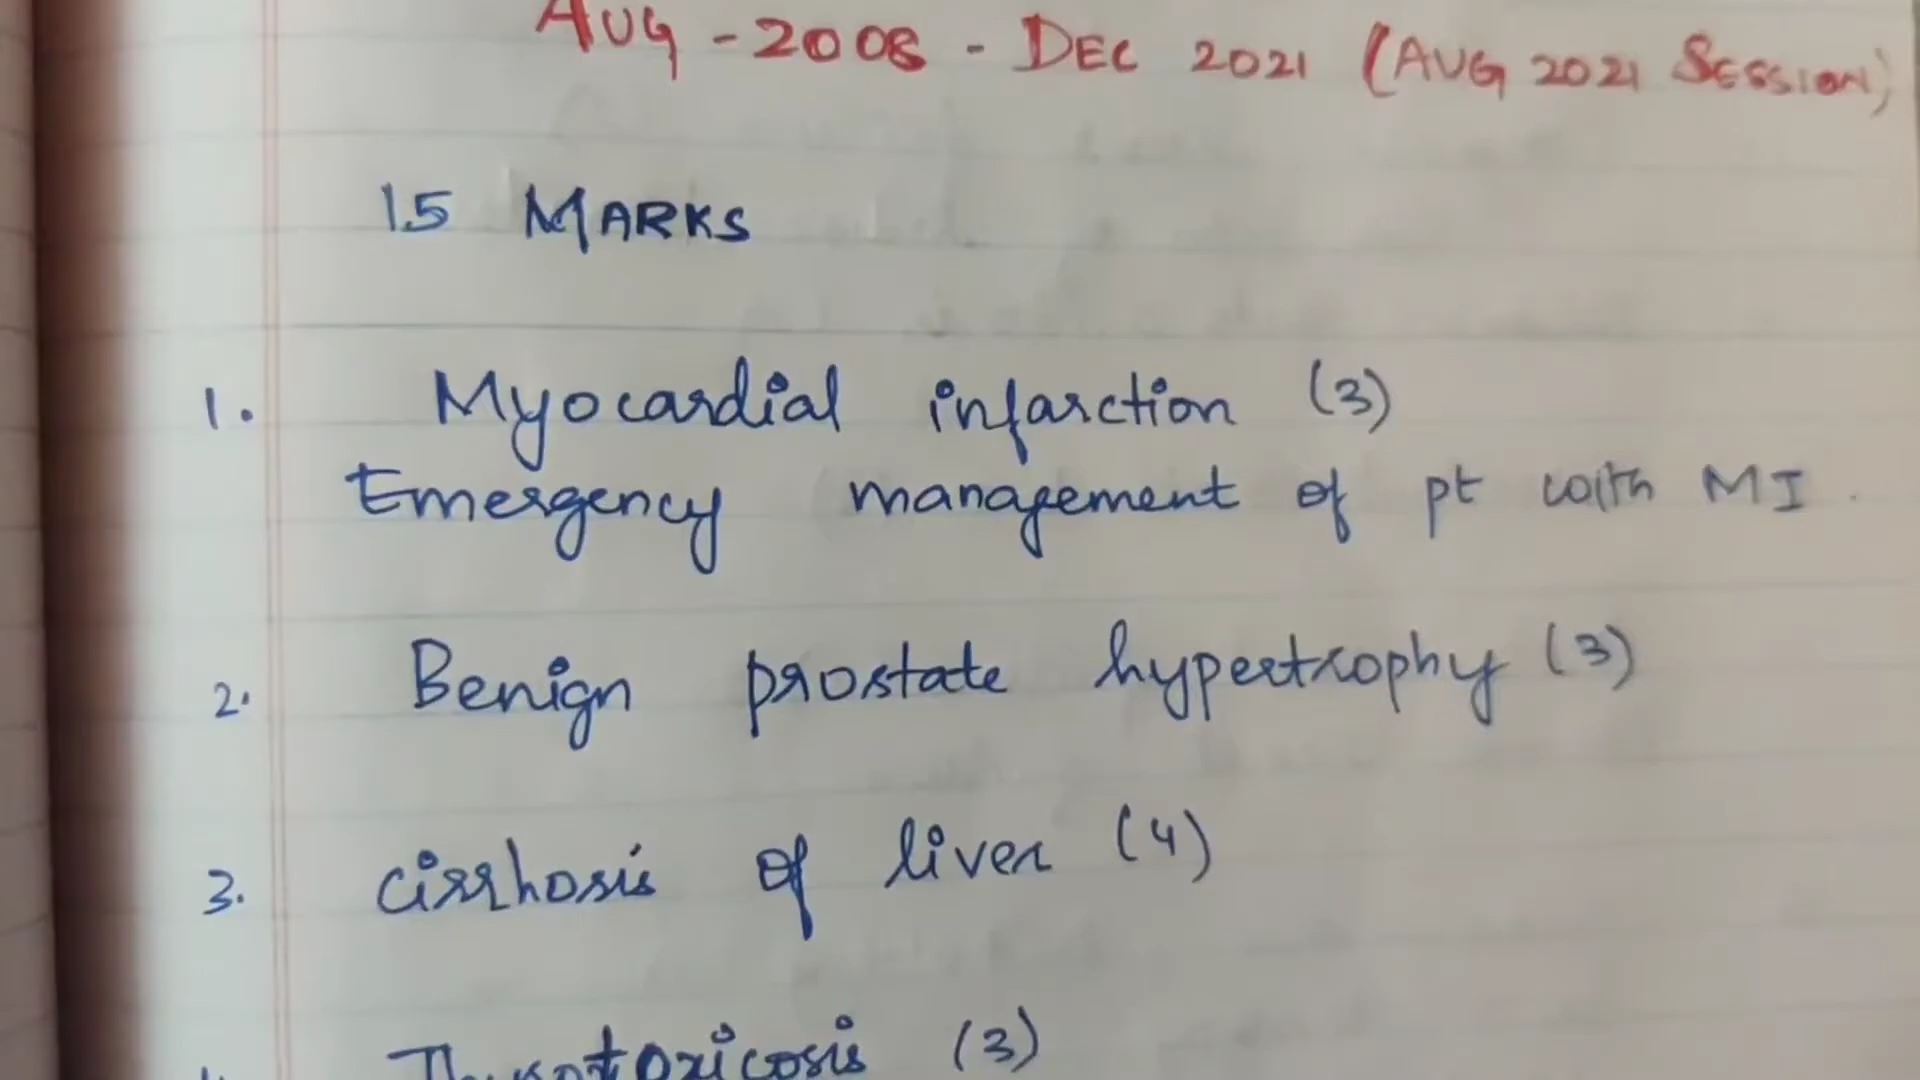 AUG - 2008 - DEC 2021 (AUG 2021 SESSION)
15 MARKS
1. Myocardial infarction (3)
Emergency management of pt with MI.
2. Benign prostate hypertrophy (3)
3. cirrhosis of liver (4)
Thyrotoxicosis (3)